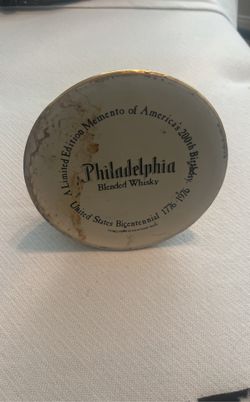 A Limited Edition Memento of America's 200th Birthday
Philadelphia
Blended Whisky
United States Bicentennial 1776-1976